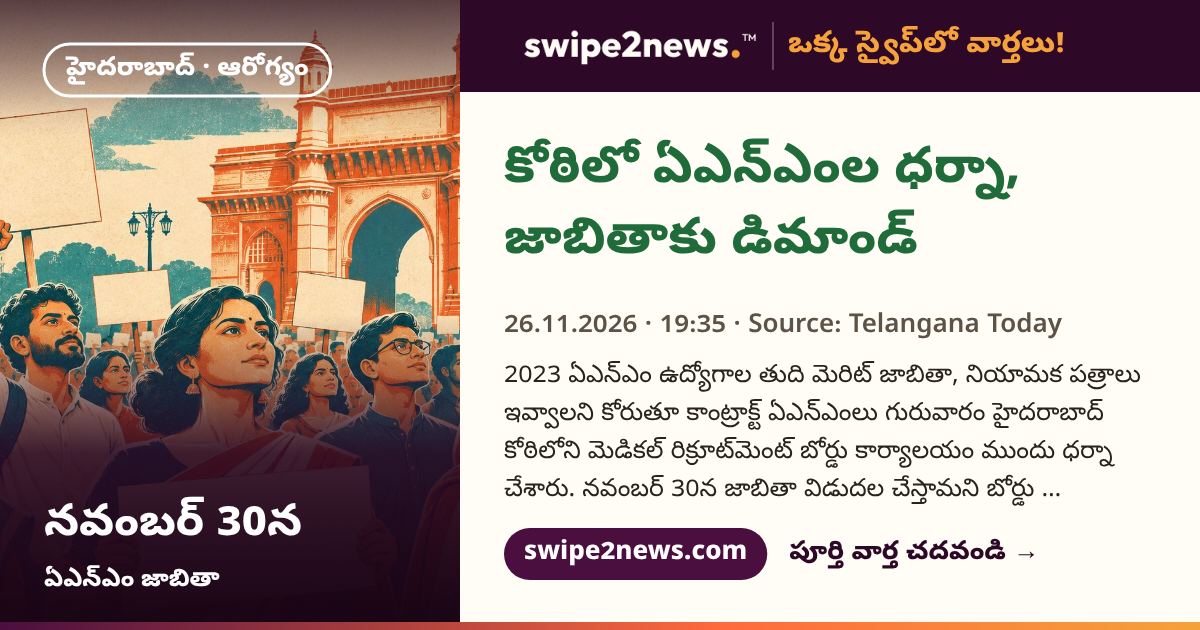 హైదరాబాద్ · ఆరోగ్యం
swipe2news.™ ఒక్క స్వైప్‌లో వార్తలు!
కోఠిలో ఏఎన్ఎంల ధర్నా,
జాబితాకు డిమాండ్
26.11.2026 · 19:35 · Source: Telangana Today
2023 ఏఎన్ఎం ఉద్యోగాల తుది మెరిట్ జాబితా, నియామక పత్రాలు
ఇవ్వాలని కోరుతూ కాంట్రాక్ట్ ఏఎన్ఎంలు గురువారం హైదరాబాద్
కోఠిలోని మెడికల్ రిక్రూట్‌మెంట్ బోర్డు కార్యాలయం ముందు ధర్నా
చేశారు. నవంబర్ 30న జాబితా విడుదల చేస్తామని బోర్డు ...
నవంబర్ 30న
ఏఎన్ఎం జాబితా
swipe2news.com పూర్తి వార్త చదవండి →